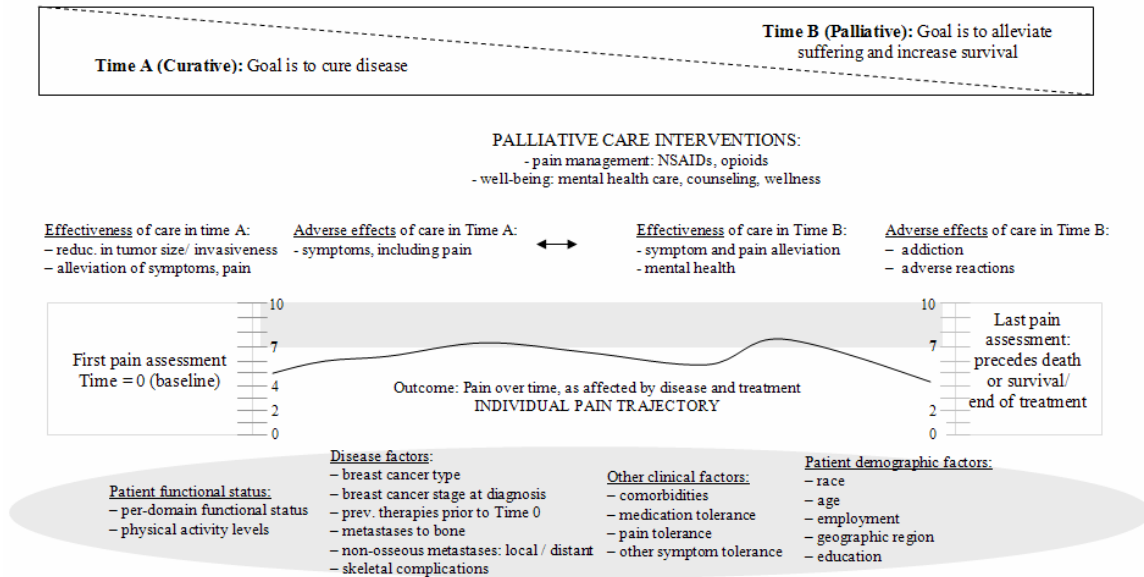 Time B (Palliative): Goal is to alleviate
suffering and increase survival
Time A (Curative): Goal is to cure disease
PALLIATIVE CARE INTERVENTIONS:
- pain management: NSAIDs, opioids
- well-being: mental health care, counseling, wellness
Effectiveness of care in time A:
– reduc. in tumor size/ invasiveness
– alleviation of symptoms, pain
Adverse effects of care in Time A:
- symptoms, including pain
Effectiveness of care in Time B:
- symptom and pain alleviation
- mental health
Adverse effects of care in Time B:
– addiction
– adverse reactions
First pain assessment
Time = 0 (baseline)
10
7
4
2
0
Outcome: Pain over time, as affected by disease and treatment
INDIVIDUAL PAIN TRAJECTORY
10
7
2
0
Last pain
assessment:
precedes death
or survival/
end of treatment
Patient functional status:
– per-domain functional status
– physical activity levels
Disease factors:
– breast cancer type
– breast cancer stage at diagnosis
– prev. therapies prior to Time 0
– metastases to bone
– non-osseous metastases: local / distant
– skeletal complications
Other clinical factors:
– comorbidities
– medication tolerance
– pain tolerance
– other symptom tolerance
Patient demographic factors:
– race
– age
– employment
– geographic region
– education